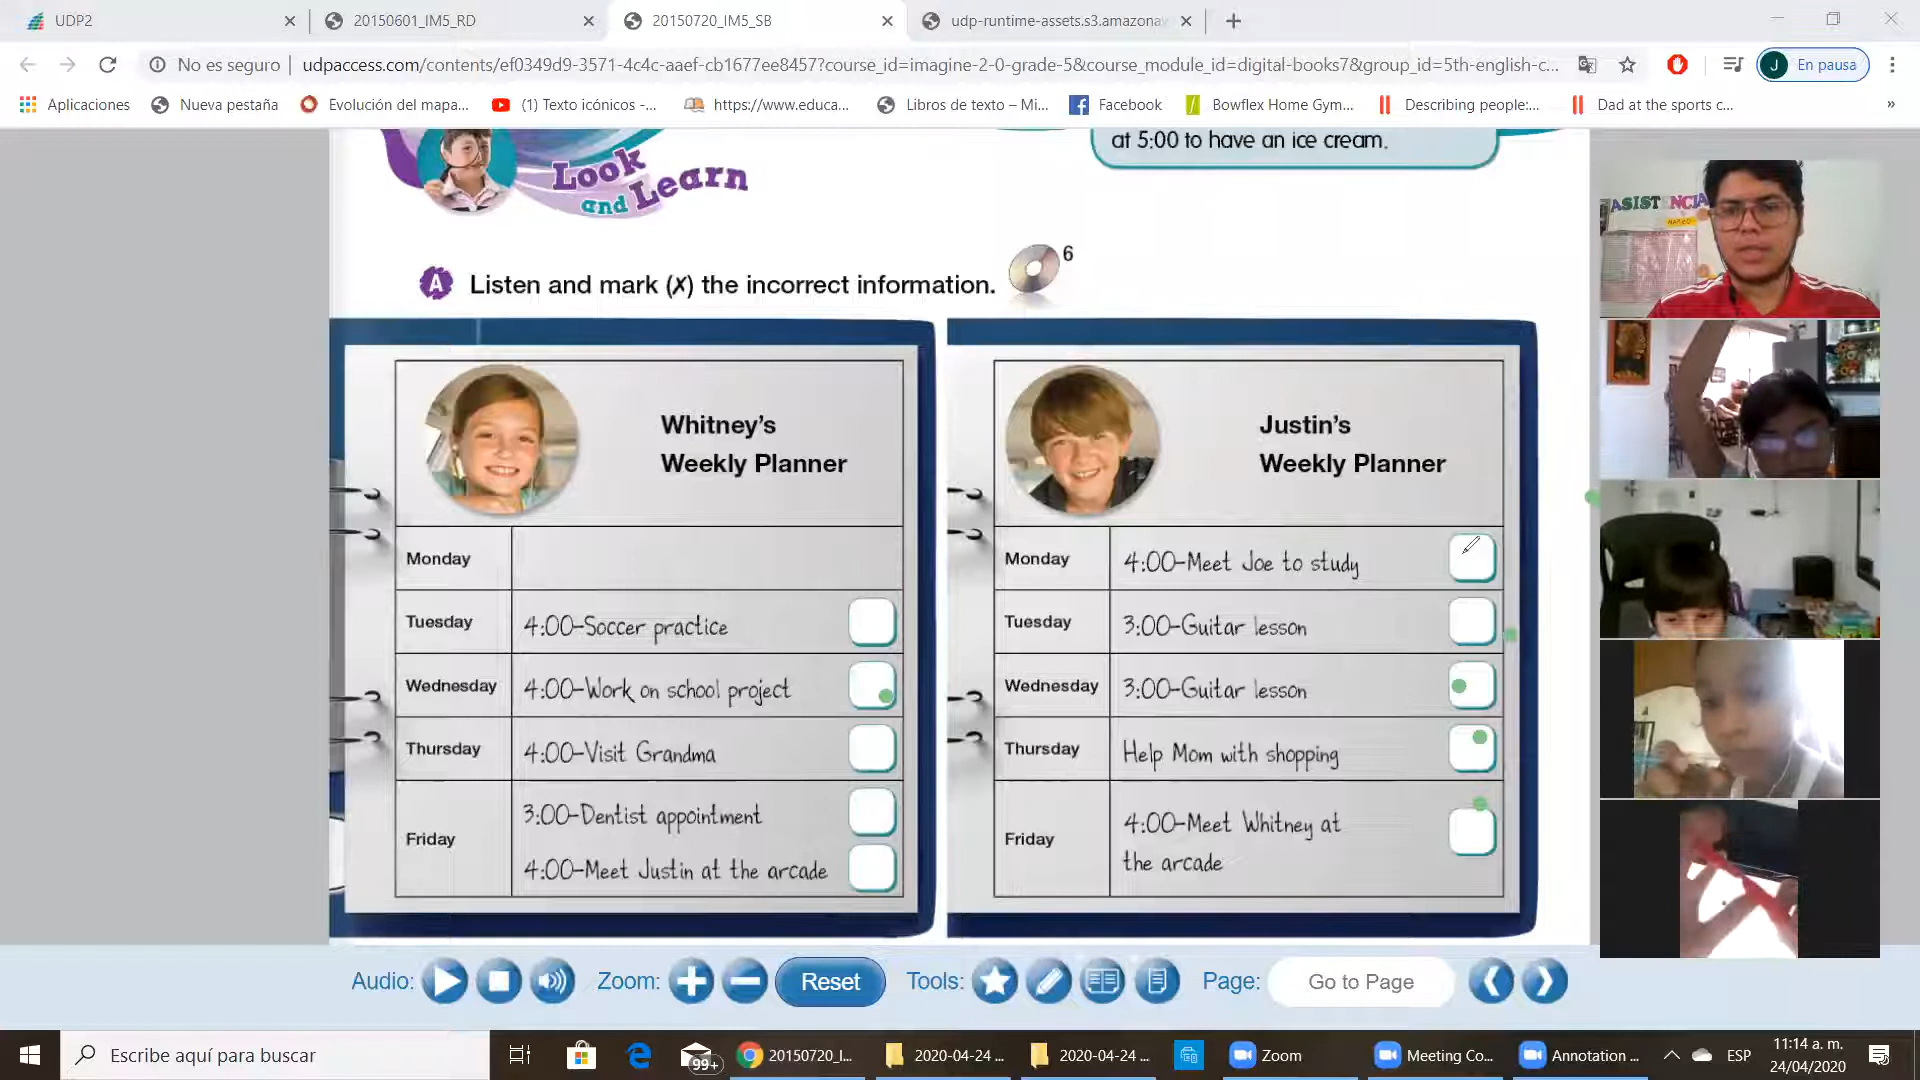 UDP2
20150601_IM5_RD
20150720_IM5_SB
udp-runtime-assets.s3.amazonav
No es seguro
udpaccess.com/contents/ef0349d9-3571-4c4c-aaef-cb1677ee8457?course_id=imagine-2-0-grade-5&course_module_id=digital-books7&group_id=5th-english-c...
J En pausa
Aplicaciones
Nueva pestaña
Evolución del mapa...
(1) Texto icónicos -...
https://www.educa...
Libros de texto – Mi...
Facebook
Bowflex Home Gym...
Describing people:...
Dad at the sports c...
»
at 5:00 to have an ice cream.
Look
and Learn
A Listen and mark (✗) the incorrect information.
6
Whitney's
Weekly Planner
Monday
Tuesday 4:00-Soccer practice
Wednesday 4:00-Work on school project
Thursday 4:00-Visit Grandma
Friday
3:00-Dentist appointment
4:00-Meet Justin at the arcade
Justin's
Weekly Planner
Monday 4:00-Meet Joe to study
Tuesday 3:00-Guitar lesson
Wednesday 3:00-Guitar lesson
Thursday Help Mom with shopping
Friday
4:00-Meet Whitney at
the arcade
ASIST NCIA
Audio:
Zoom:
Reset
Tools:
Page:
Go to Page
Escribe aquí para buscar
99+
20150720_I...
2020-04-24 ...
2020-04-24 ...
Zoom
Meeting Co...
Annotation ...
ESP
11:14 a. m.
24/04/2020